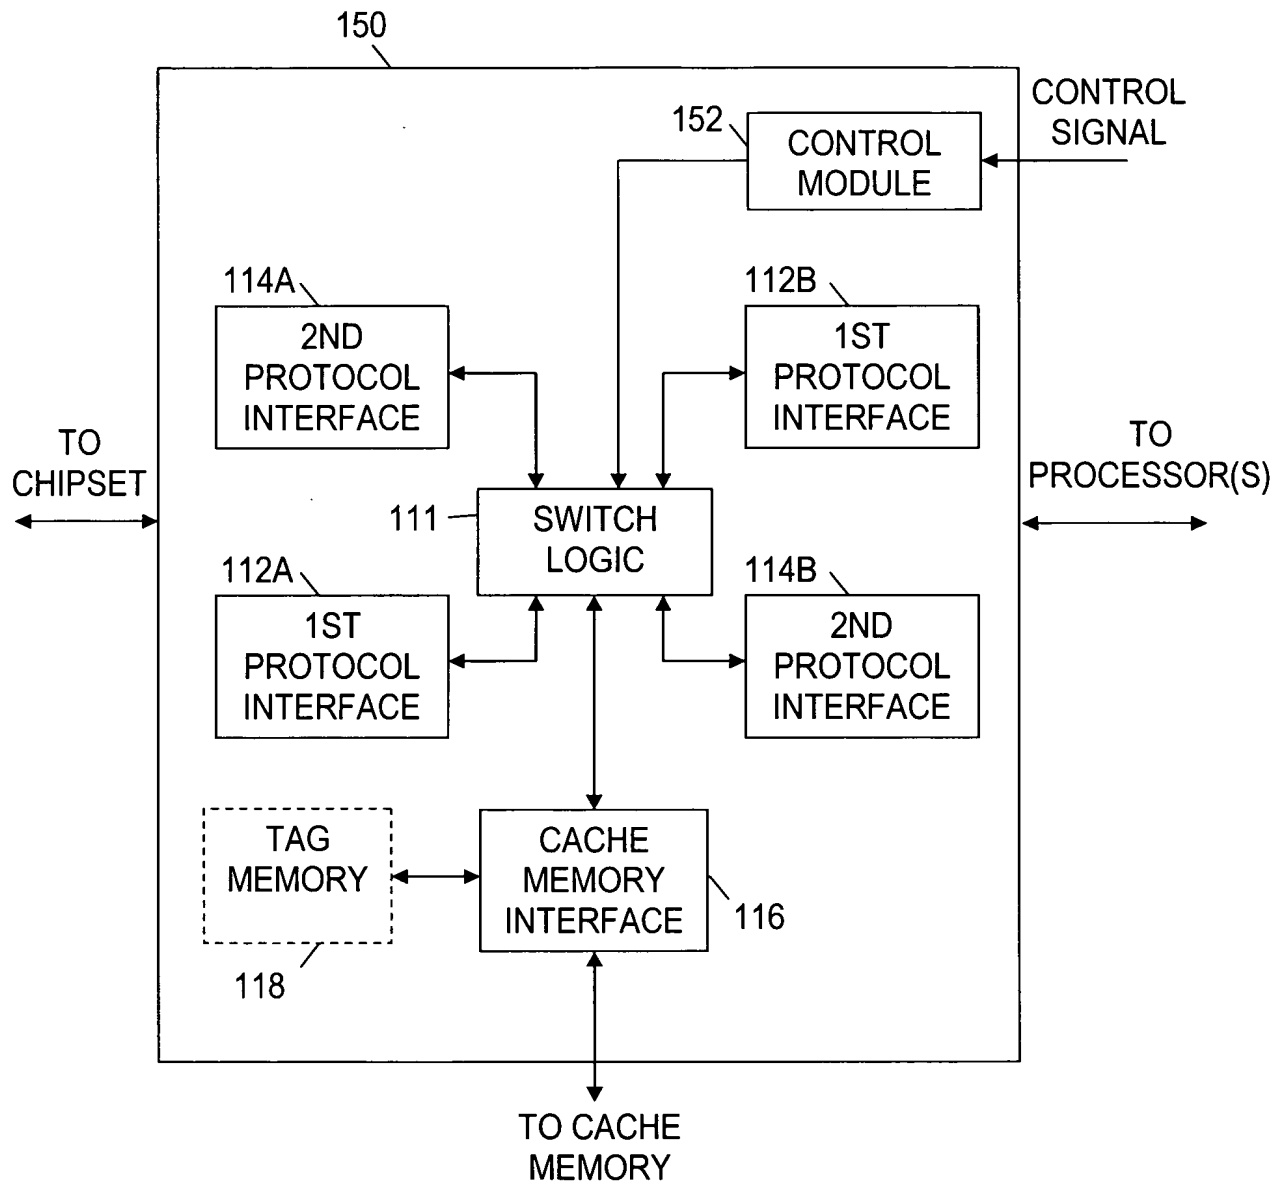 150
CONTROL
SIGNAL
152
CONTROL
MODULE
114A
2ND
PROTOCOL
INTERFACE
112B
1ST
PROTOCOL
INTERFACE
TO
CHIPSET
TO
PROCESSOR(S)
111
SWITCH
LOGIC
112A
1ST
PROTOCOL
INTERFACE
114B
2ND
PROTOCOL
INTERFACE
TAG
MEMORY
118
CACHE
MEMORY
INTERFACE
116
TO CACHE
MEMORY